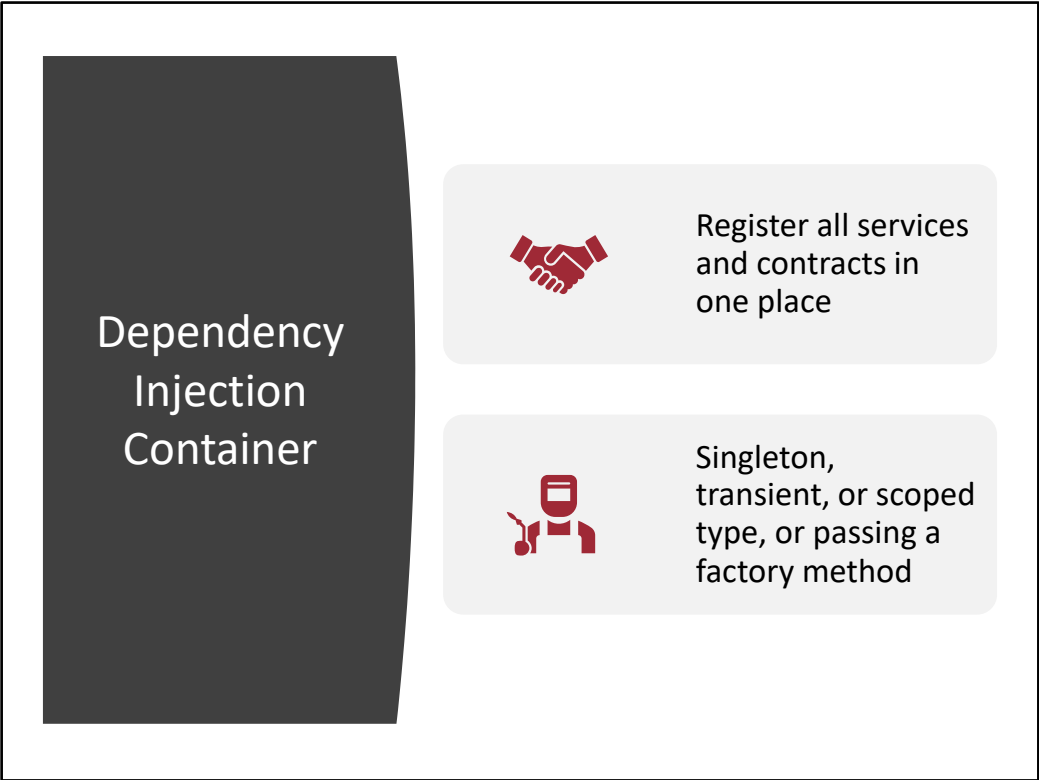 Dependency
Injection
Container
Register all services
and contracts in
one place
Singleton,
transient, or scoped
type, or passing a
factory method